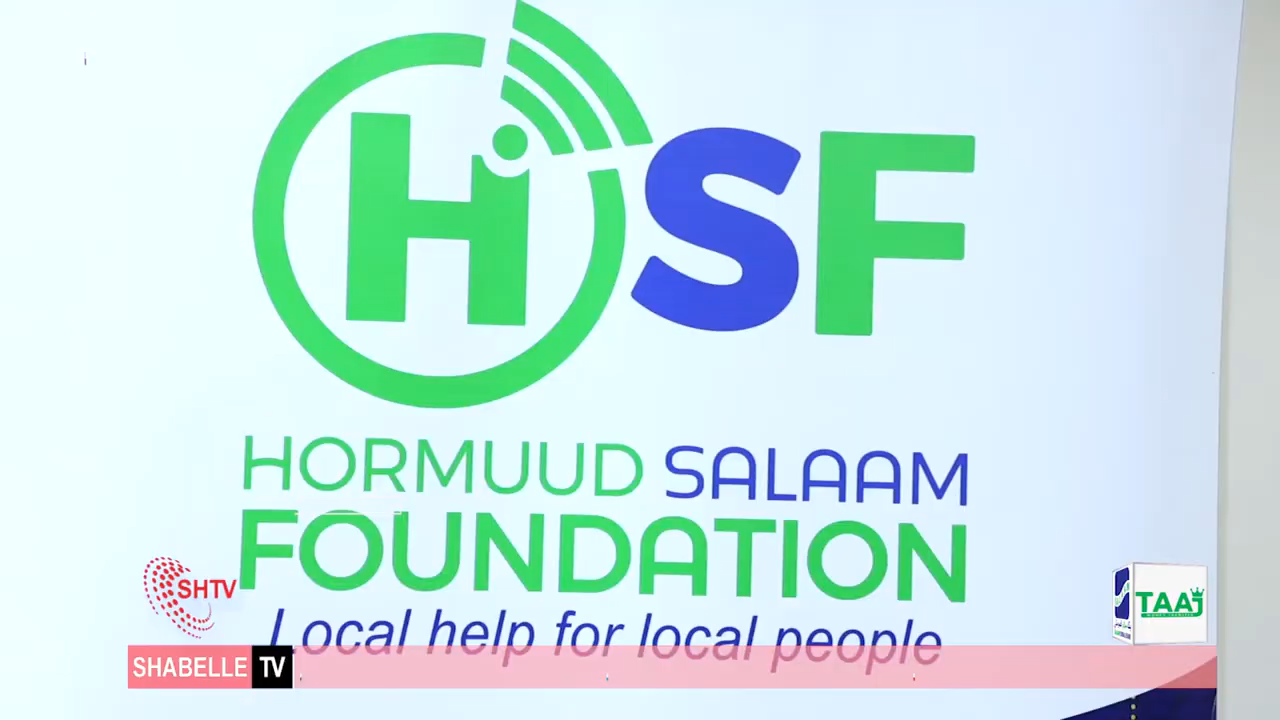 HSF
HORMUUD SALAAM
FOUNDATION
Local help for local people
SHTV
SHABELLE TV
TAAJ